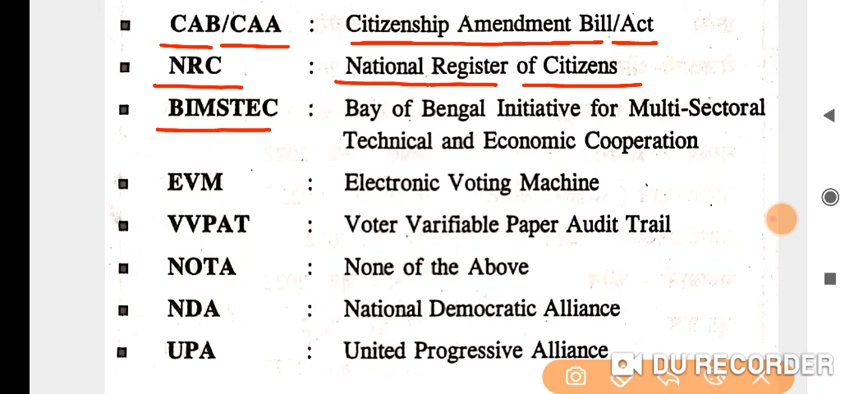 ▪ CAB/CAA : Citizenship Amendment Bill/Act
▪ NRC : National Register of Citizens
▪ BIMSTEC : Bay of Bengal Initiative for Multi-Sectoral
Technical and Economic Cooperation
▪ EVM : Electronic Voting Machine
▪ VVPAT : Voter Varifiable Paper Audit Trail
▪ NOTA : None of the Above
▪ NDA : National Democratic Alliance
▪ UPA : United Progressive Alliance
DU RECORDER